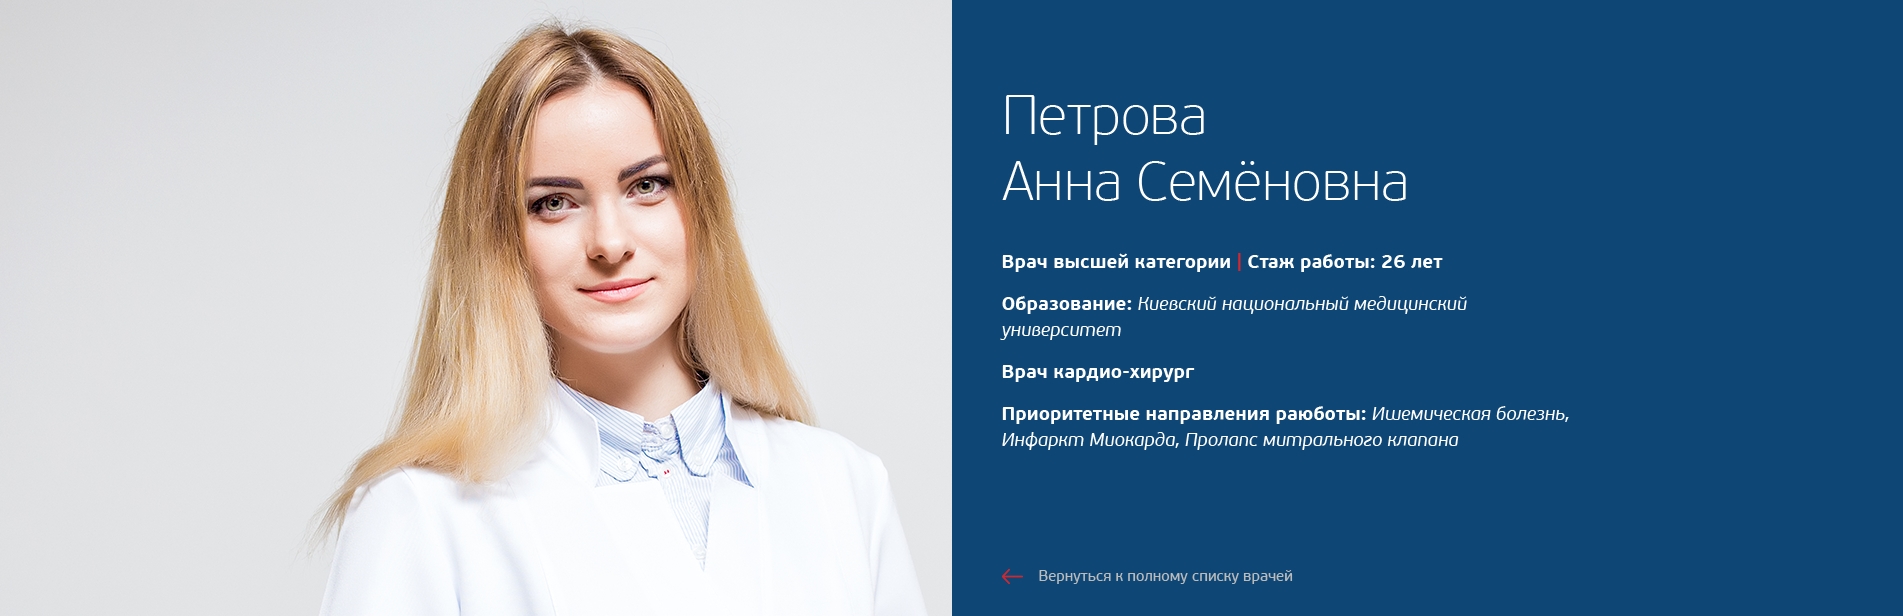 Петрова
Анна Семёновна
Врач высшей категории | Стаж работы: 26 лет
Образование: Киевский национальный медицинский
университет
Врач кардио-хирург
Приоритетные направления раюботы: Ишемическая болезнь,
Инфаркт Миокарда, Пролапс митрального клапана
Вернуться к полному списку врачей